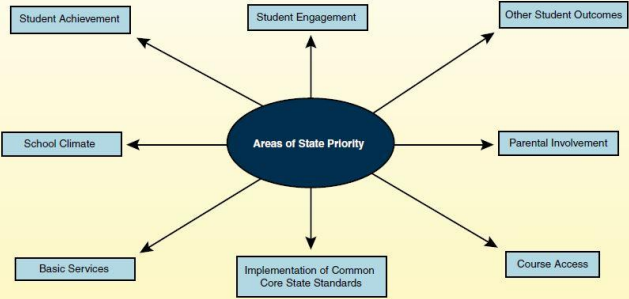 Student Achievement
Student Engagement
Other Student Outcomes
School Climate
Areas of State Priority
Parental Involvement
Basic Services
Implementation of Common
Core State Standards
Course Access